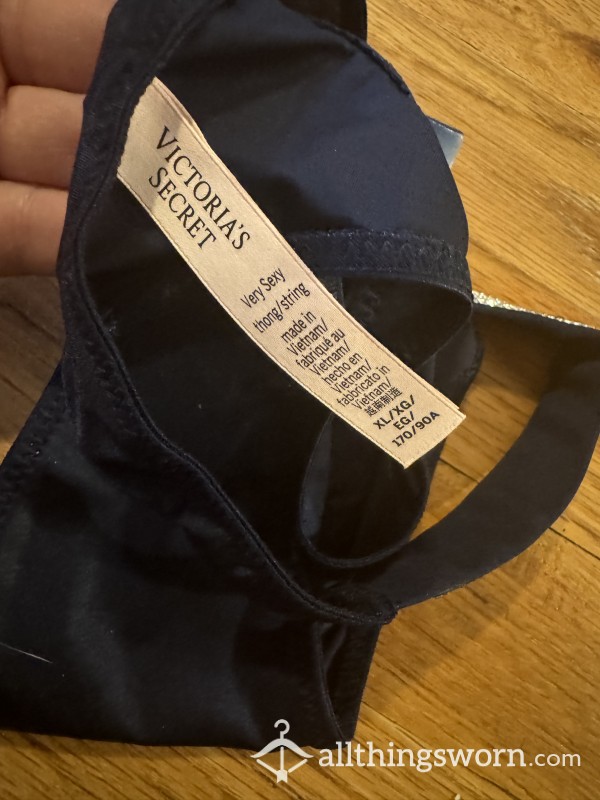 VICTORIA'S
SECRET
Very Sexy
thong/string
made in
Vietnam/
fabriqué au
Vietnam/
hecho en
Vietnam/
fabbricato in
Vietnam/
越南制造
XL/XG/
EG/
170/90A
allthingsworn.com